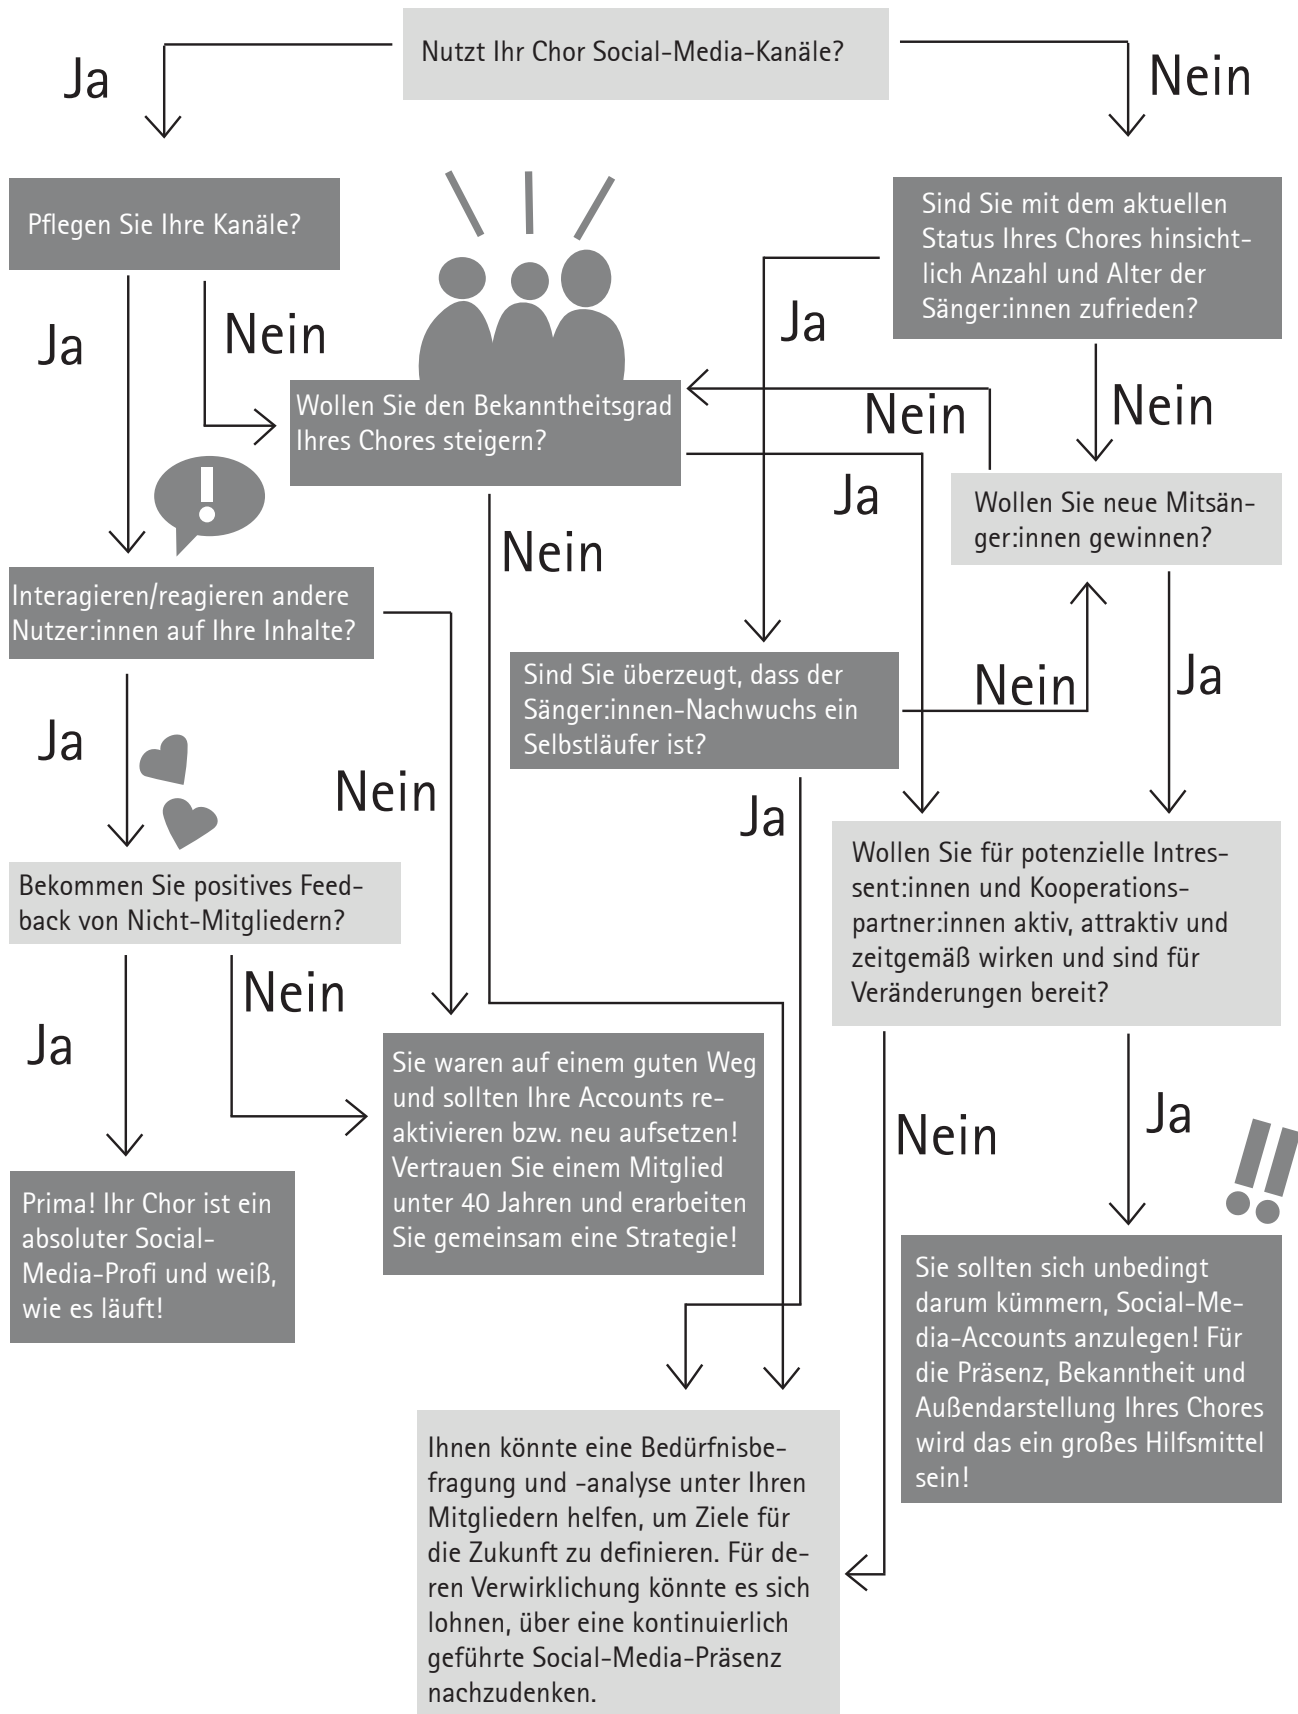 Nutzt Ihr Chor Social-Media-Kanäle?
Ja
Nein
Pflegen Sie Ihre Kanäle?
Sind Sie mit dem aktuellen
Status Ihres Chores hinsicht-
lich Anzahl und Alter der
Sänger:innen zufrieden?
Ja
Nein
Ja
Nein
Wollen Sie den Bekanntheitsgrad
Ihres Chores steigern?
Nein
Ja
Nein
Wollen Sie neue Mitsän-
ger:innen gewinnen?
!
Interagieren/reagieren andere
Nutzer:innen auf Ihre Inhalte?
Sind Sie überzeugt, dass der
Sänger:innen-Nachwuchs ein
Selbstläufer ist?
Nein
Ja
Ja
Nein
Ja
Bekommen Sie positives Feed-
back von Nicht-Mitgliedern?
Wollen Sie für potenzielle Intres-
sent:innen und Kooperations-
partner:innen aktiv, attraktiv und
zeitgemäß wirken und sind für
Veränderungen bereit?
Ja
Nein
Sie waren auf einem guten Weg
und sollten Ihre Accounts re-
aktivieren bzw. neu aufsetzen!
Vertrauen Sie einem Mitglied
unter 40 Jahren und erarbeiten
Sie gemeinsam eine Strategie!
Nein
Ja
!!
Prima! Ihr Chor ist ein
absoluter Social-
Media-Profi und weiß,
wie es läuft!
Sie sollten sich unbedingt
darum kümmern, Social-Me-
dia-Accounts anzulegen! Für
die Präsenz, Bekanntheit und
Außendarstellung Ihres Chores
wird das ein großes Hilfsmittel
sein!
Ihnen könnte eine Bedürfnisbe-
fragung und -analyse unter Ihren
Mitgliedern helfen, um Ziele für
die Zukunft zu definieren. Für de-
ren Verwirklichung könnte es sich
lohnen, über eine kontinuierlich
geführte Social-Media-Präsenz
nachzudenken.